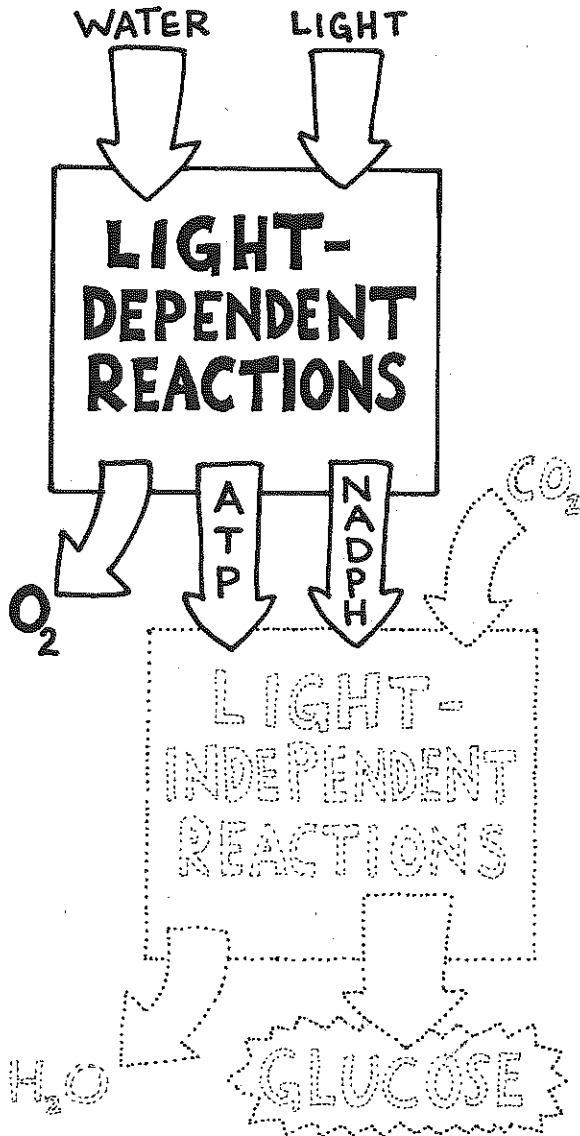 WATER LIGHT
LIGHT-
DEPENDENT
REACTIONS
ATP
NADPH
CO₂
O₂
LIGHT-
INDEPENDENT
REACTIONS
H₂O
GLUCOSE